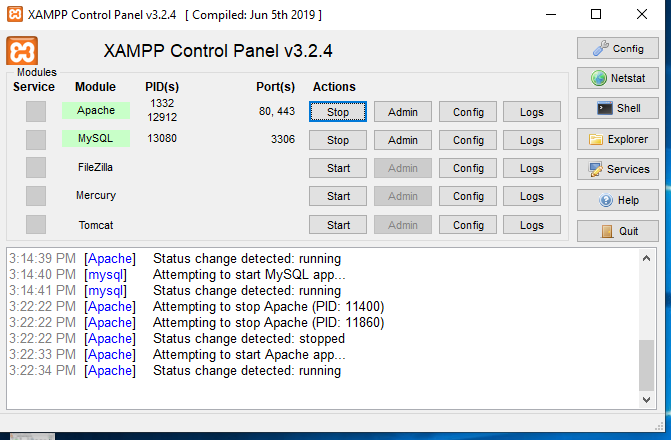 XAMPP Control Panel v3.2.4 [ Compiled: Jun 5th 2019 ]
XAMPP Control Panel v3.2.4
Config
Modules
Service Module PID(s) Port(s) Actions
Netstat
Apache 1332 12912 80, 443 Stop Admin Config Logs
Shell
MySQL 13080 3306 Stop Admin Config Logs
Explorer
FileZilla Start Admin Config Logs
Services
Mercury Start Admin Config Logs
Help
Tomcat Start Admin Config Logs
Quit
3:14:39 PM [Apache] Status change detected: running
3:14:40 PM [mysql] Attempting to start MySQL app...
3:14:41 PM [mysql] Status change detected: running
3:22:22 PM [Apache] Attempting to stop Apache (PID: 11400)
3:22:22 PM [Apache] Attempting to stop Apache (PID: 11860)
3:22:22 PM [Apache] Status change detected: stopped
3:22:33 PM [Apache] Attempting to start Apache app...
3:22:34 PM [Apache] Status change detected: running